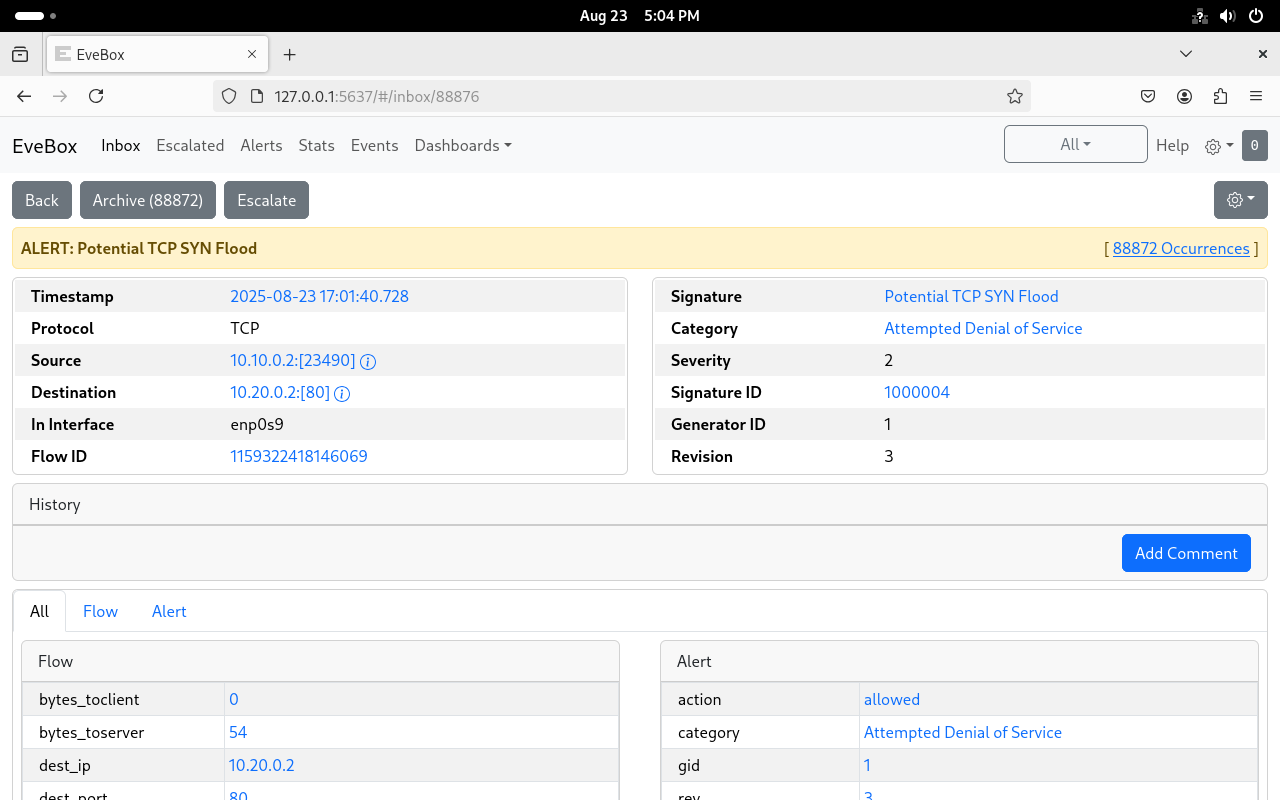 Aug 23 5:04 PM
EveBox
127.0.0.1:5637/#/inbox/88876
EveBox Inbox Escalated Alerts Stats Events Dashboards All Help 0
Back Archive (88872) Escalate
ALERT: Potential TCP SYN Flood [ 88872 Occurrences ]
Timestamp 2025-08-23 17:01:40.728
Protocol TCP
Source 10.10.0.2:[23490]
Destination 10.20.0.2:[80]
In Interface enp0s9
Flow ID 1159322418146069
Signature Potential TCP SYN Flood
Category Attempted Denial of Service
Severity 2
Signature ID 1000004
Generator ID 1
Revision 3
History
Add Comment
All Flow Alert
Flow
bytes_toclient 0
bytes_toserver 54
dest_ip 10.20.0.2
dest_port 80
Alert
action allowed
category Attempted Denial of Service
gid 1
rev 3